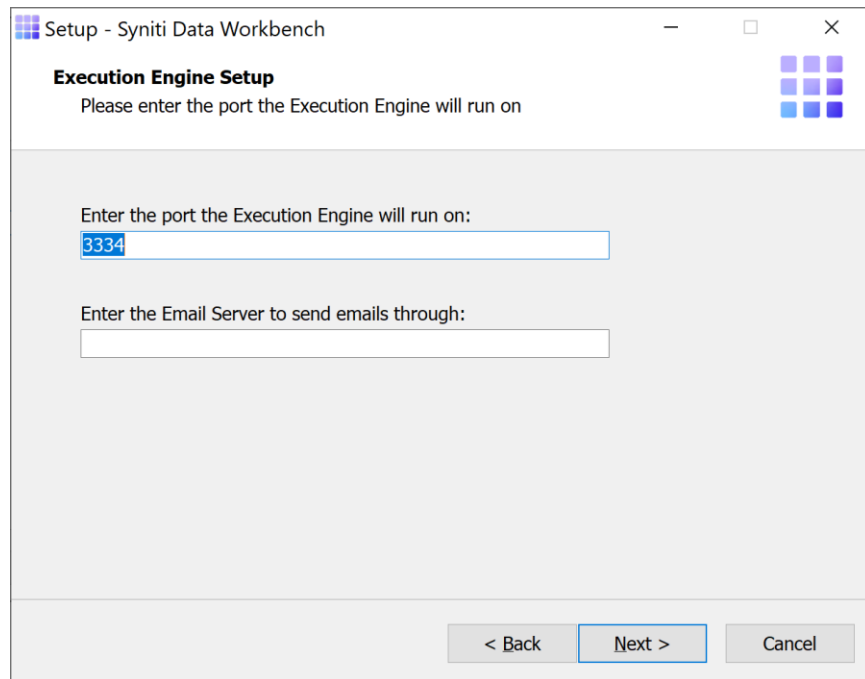 Setup - Syniti Data Workbench
Execution Engine Setup
Please enter the port the Execution Engine will run on
Enter the port the Execution Engine will run on:
3334
Enter the Email Server to send emails through:
< Back
Next >
Cancel